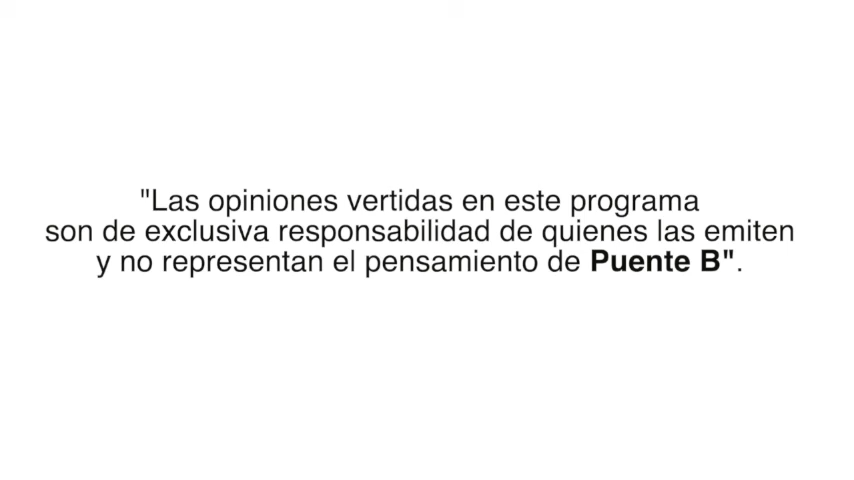 "Las opiniones vertidas en este programa
son de exclusiva responsabilidad de quienes las emiten
y no representan el pensamiento de Puente B".